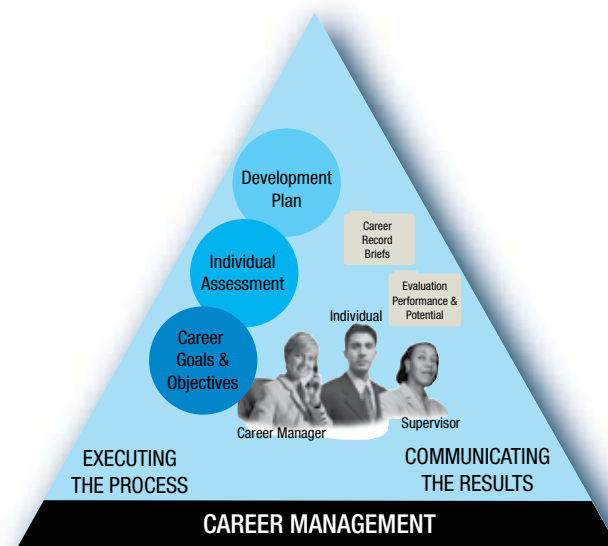 Development
Plan
Career
Record
Briefs
Individual
Assessment
Evaluation
Performance &
Potential
Individual
Career
Goals &
Objectives
Career Manager
Supervisor
EXECUTING
THE PROCESS
COMMUNICATING
THE RESULTS
CAREER MANAGEMENT